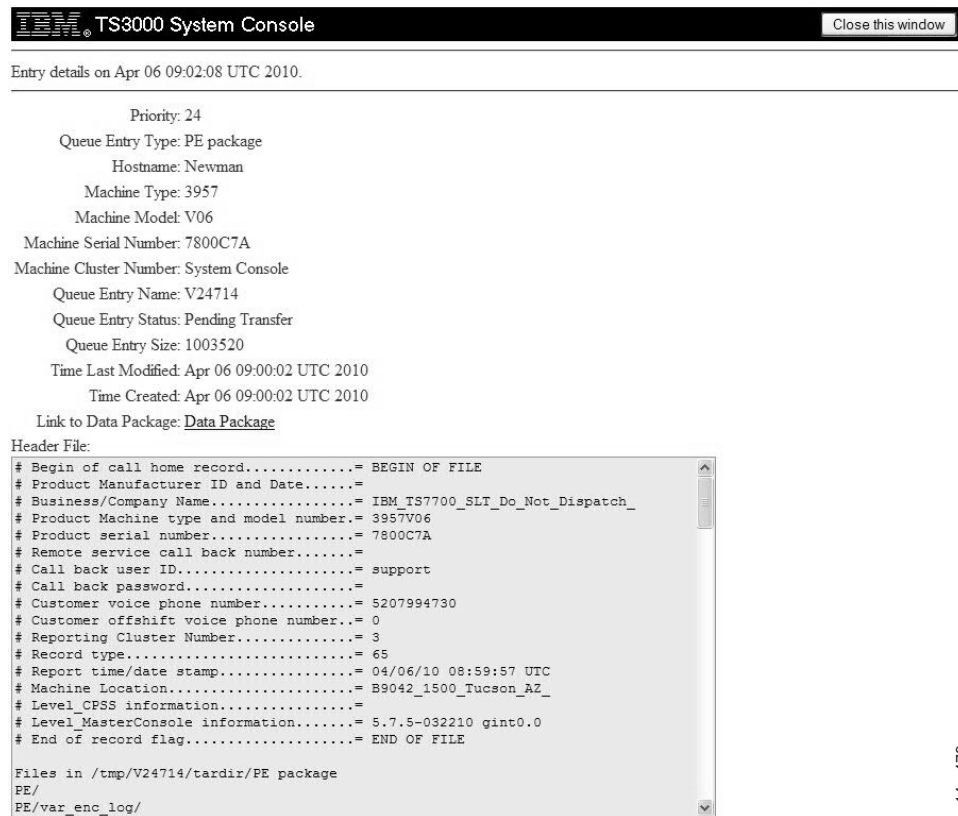 IBM® TS3000 System Console
Close this window
Entry details on Apr 06 09:02:08 UTC 2010.
Priority: 24
Queue Entry Type: PE package
Hostname: Newman
Machine Type: 3957
Machine Model: V06
Machine Serial Number: 7800C7A
Machine Cluster Number: System Console
Queue Entry Name: V24714
Queue Entry Status: Pending Transfer
Queue Entry Size: 1003520
Time Last Modified: Apr 06 09:00:02 UTC 2010
Time Created: Apr 06 09:00:02 UTC 2010
Link to Data Package: Data Package
Header File:
# Begin of call home record.............= BEGIN OF FILE
# Product Manufacturer ID and Date......=
# Business/Company Name.................= IBM_TS7700_SLT_Do_Not_Dispatch_
# Product Machine type and model number.= 3957V06
# Product serial number.................= 7800C7A
# Remote service call back number.......=
# Call back user ID.....................= support
# Call back password....................=
# Customer voice phone number...........= 5207994730
# Customer offshift voice phone number..= 0
# Reporting Cluster Number..............= 3
# Record type...........................= 65
# Report time/date stamp................= 04/06/10 08:59:57 UTC
# Machine Location......................= B9042_1500_Tucson_AZ_
# Level_CPSS information................=
# Level_MasterConsole information.......= 5.7.5-032210 gint0.0
# End of record flag....................= END OF FILE
Files in /tmp/V24714/tardir/PE package
PE/
PE/var_enc_log/